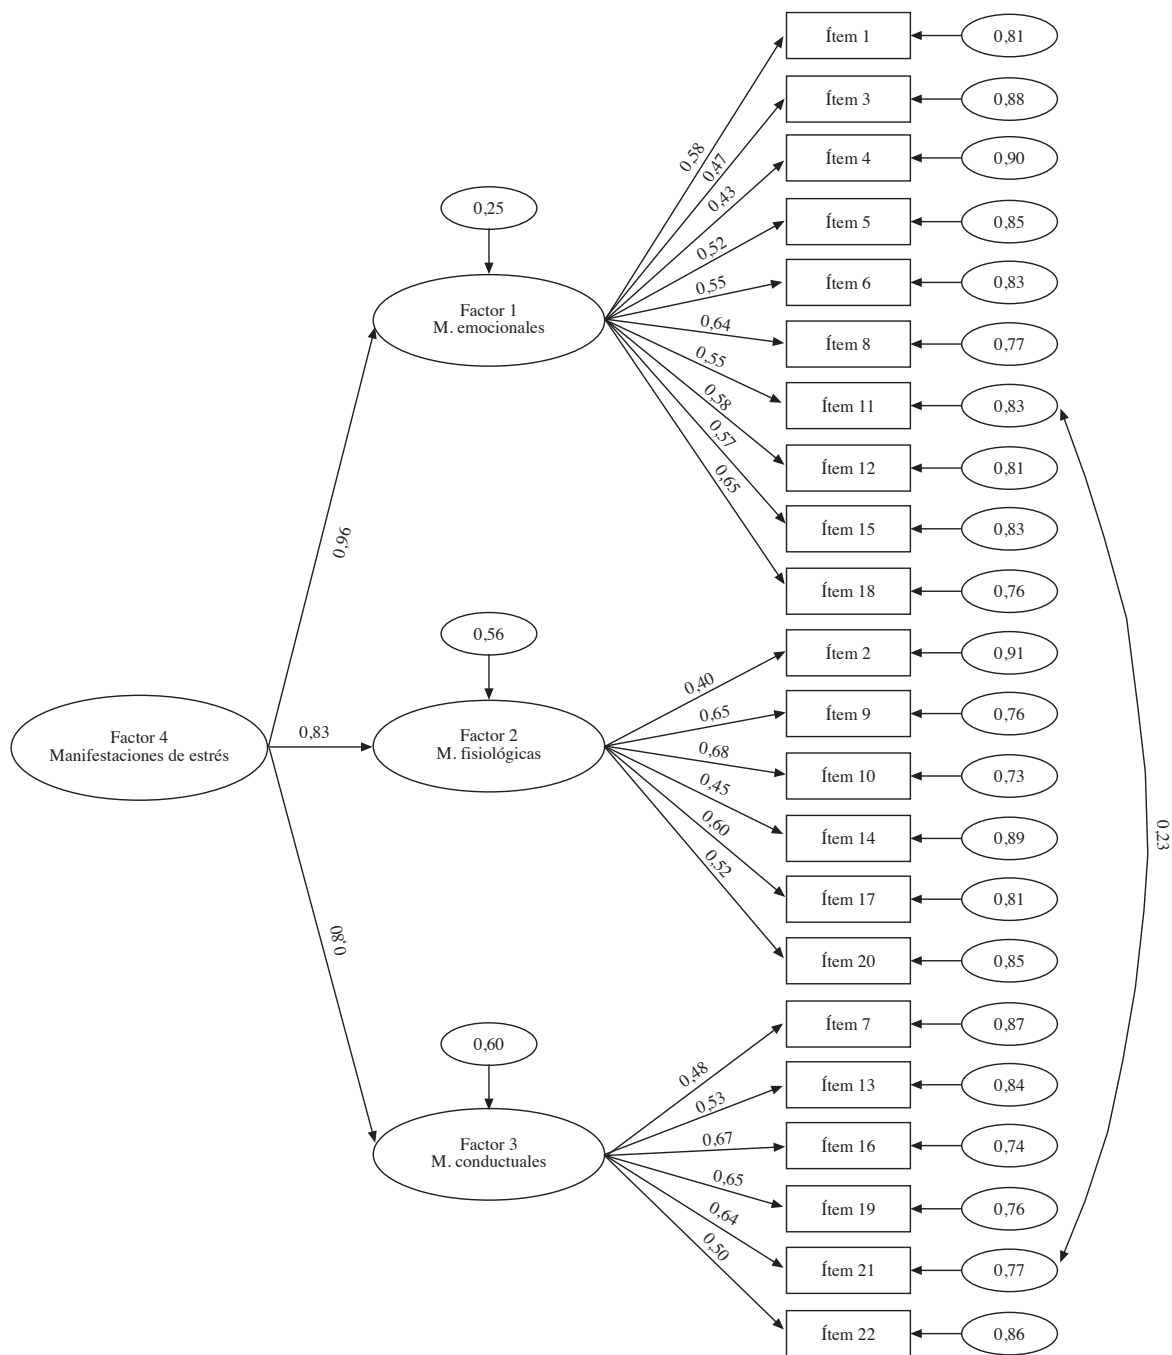 Ítem 1
0,81
Ítem 3
0,88
0,58
0,47
Ítem 4
0,90
0,43
0,25
Ítem 5
0,85
0,52
Ítem 6
0,83
0,55
Factor 1
M. emocionales
0,64
Ítem 8
0,77
0,55
Ítem 11
0,83
0,58
0,57
Ítem 12
0,81
0,65
Ítem 15
0,83
0,96
Ítem 18
0,76
0,56
Ítem 2
0,91
0,40
Ítem 9
0,76
0,65
Factor 4
Manifestaciones de estrés
0,83
Factor 2
M. fisiológicas
0,68
Ítem 10
0,73
0,45
0,60
Ítem 14
0,89
0,23
0,52
Ítem 17
0,81
0,80
Ítem 20
0,85
0,60
Ítem 7
0,87
0,48
Ítem 13
0,84
0,53
Factor 3
M. conductuales
0,67
Ítem 16
0,74
0,65
Ítem 19
0,76
0,64
0,50
Ítem 21
0,77
Ítem 22
0,86